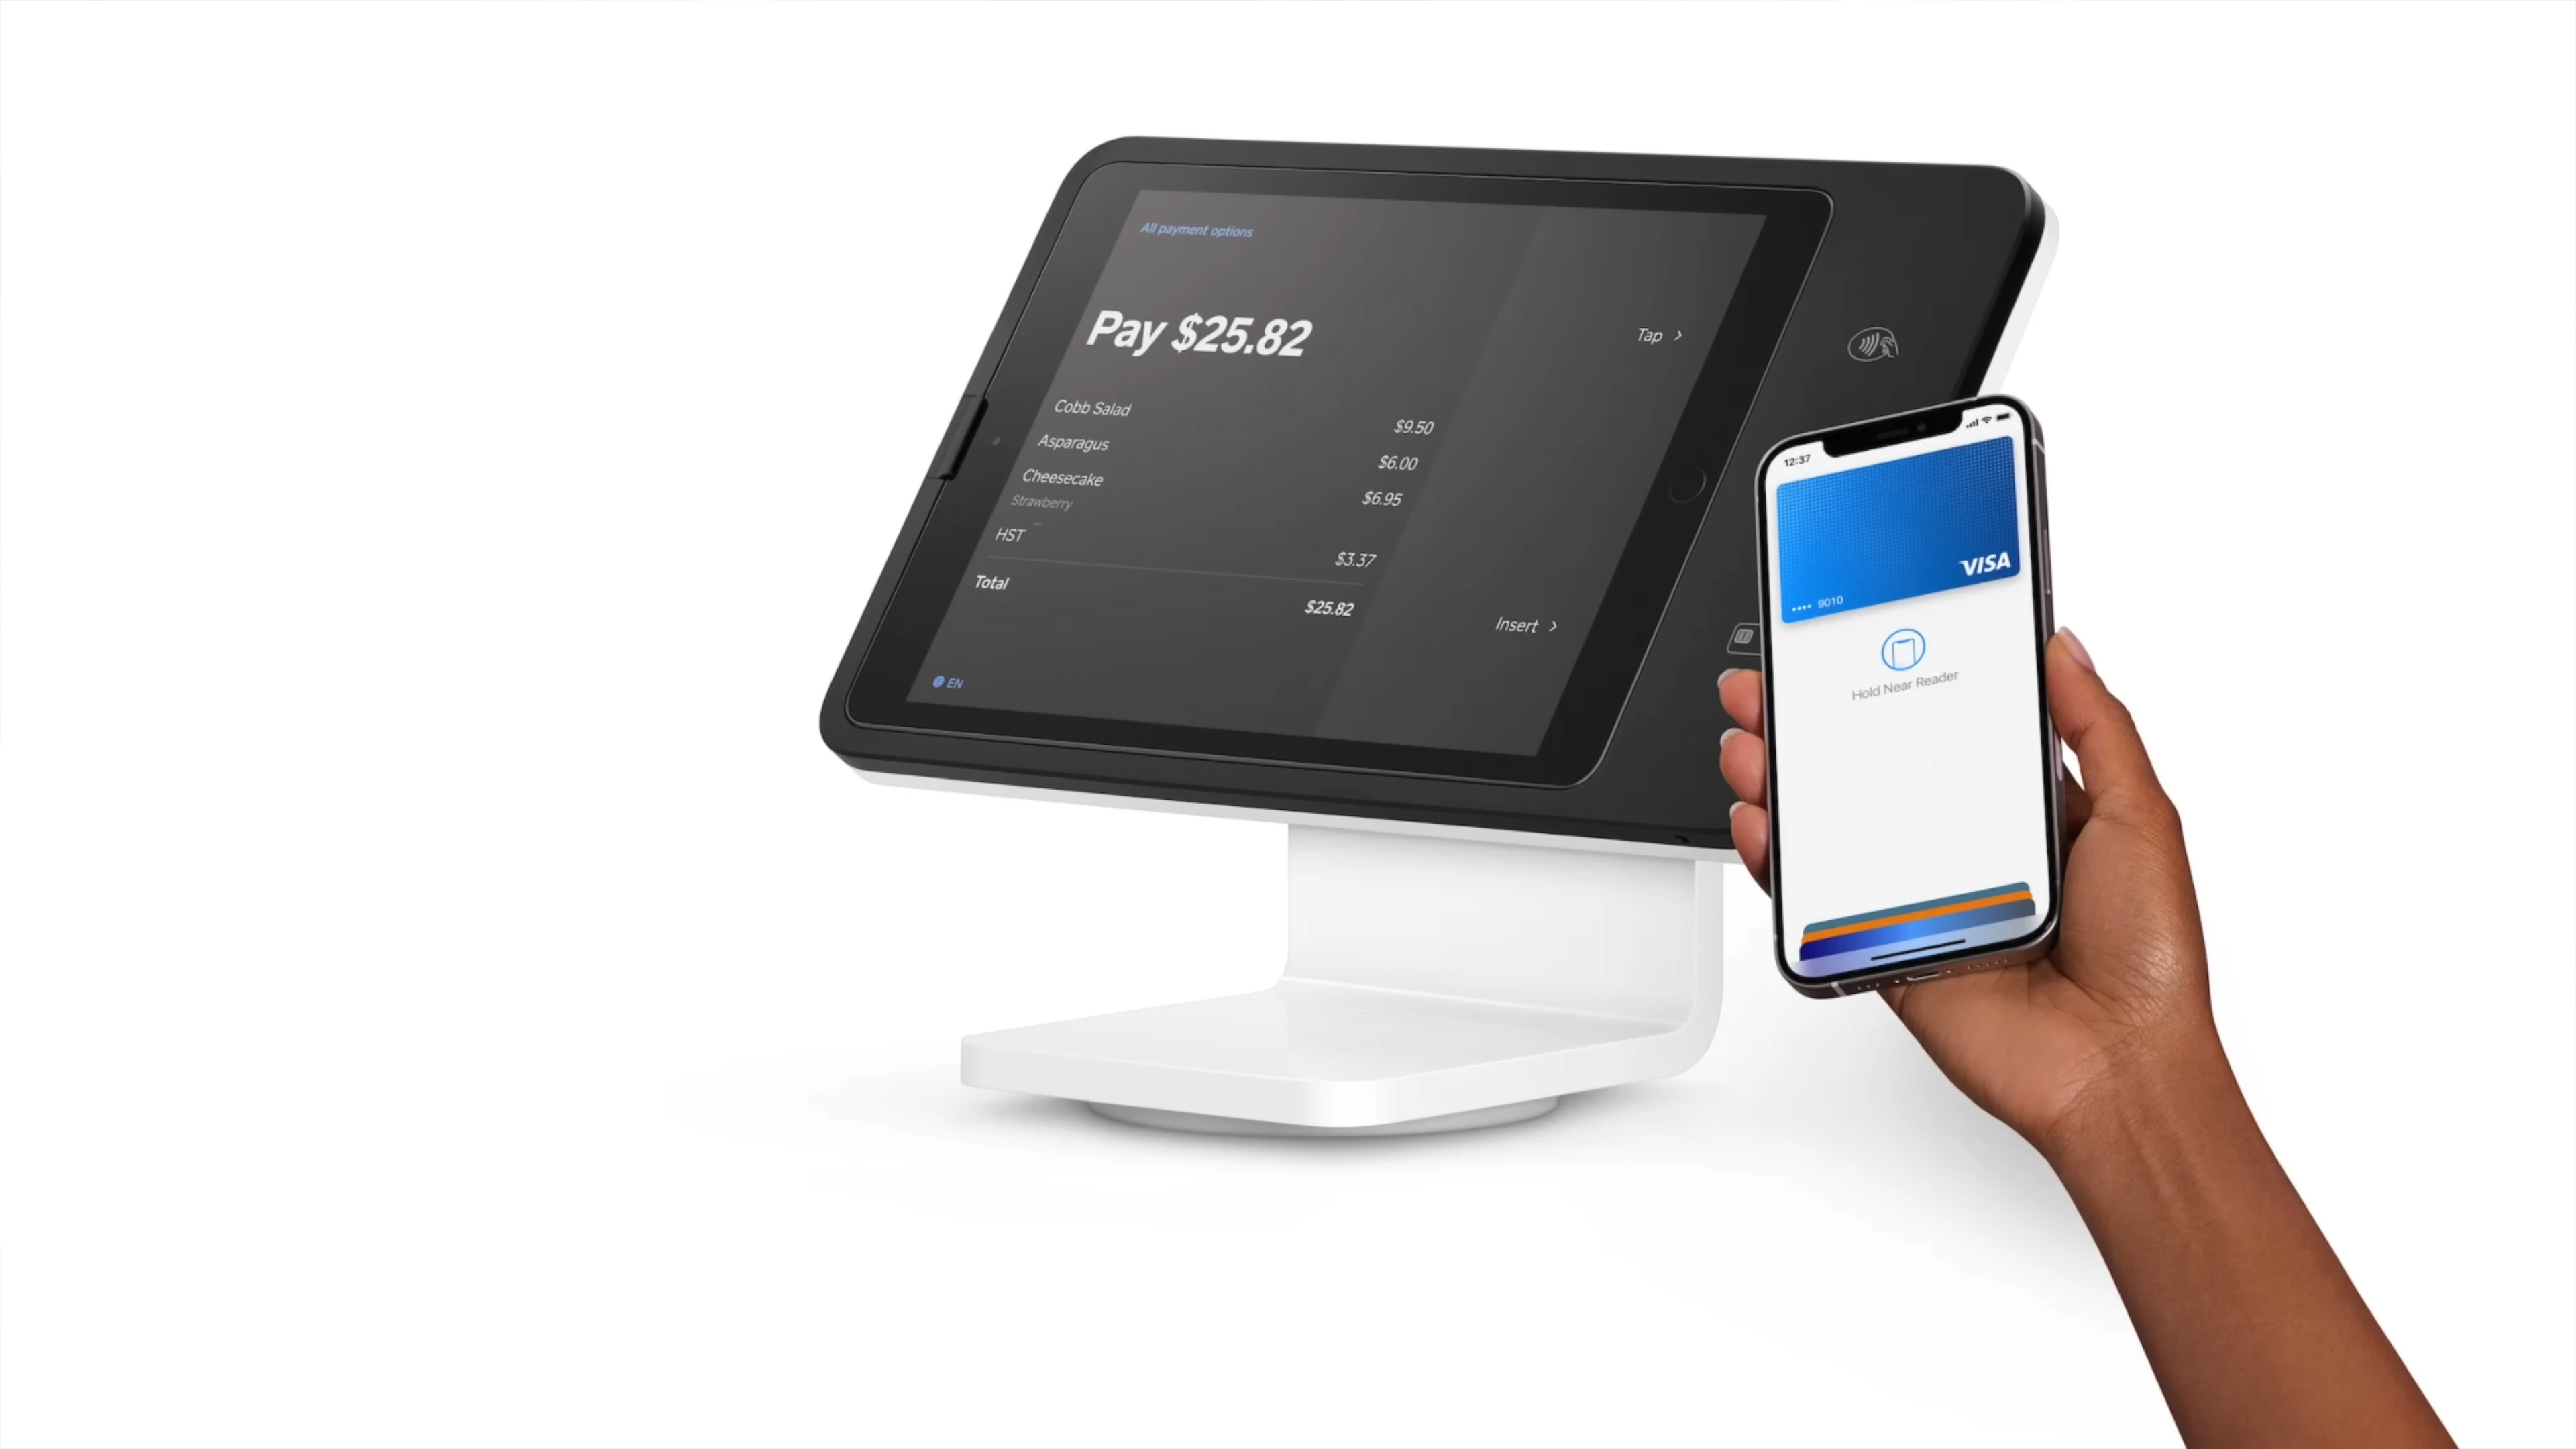 All payment options
Pay $25.82
Tap >
Cobb Salad $9.50
Asparagus $6.00
Cheesecake $6.95
Strawberry
HST $3.37
Total $25.82
Insert >
EN
12:37
VISA
•••• 9010
Hold Near Reader